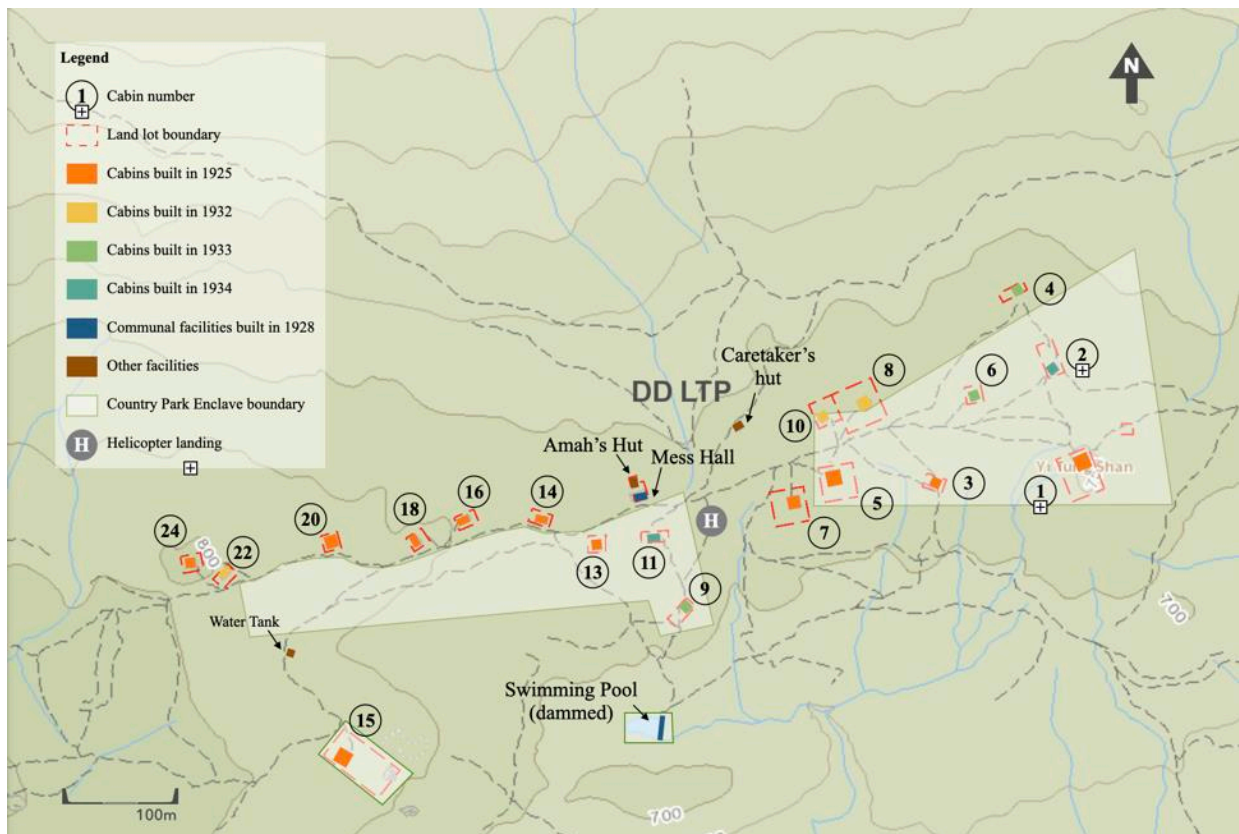 Legend
1 Cabin number
Land lot boundary
Cabins built in 1925
Cabins built in 1932
Cabins built in 1933
Cabins built in 1934
Communal facilities built in 1928
Other facilities
Country Park Enclave boundary
H Helicopter landing
N
4
2
6
8
10
Caretaker's
hut
DD LTP
Amah's Hut
Mess Hall
Yi Tung Shan
1
3
5
7
H
14
16
18
20
24
22
800
13
11
9
Water Tank
700
Swimming Pool
(dammed)
15
100m
700